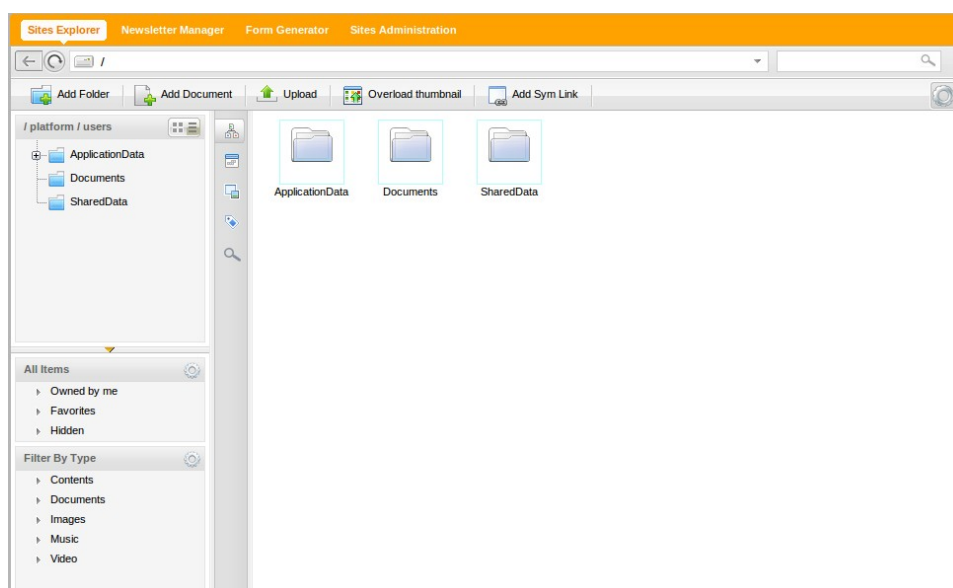 Sites Explorer Newsletter Manager Form Generator Sites Administration
/
Add Folder Add Document Upload Overload thumbnail Add Sym Link
/ platform / users
ApplicationData
Documents
SharedData
ApplicationData Documents SharedData
All Items
Owned by me
Favorites
Hidden
Filter By Type
Contents
Documents
Images
Music
Video